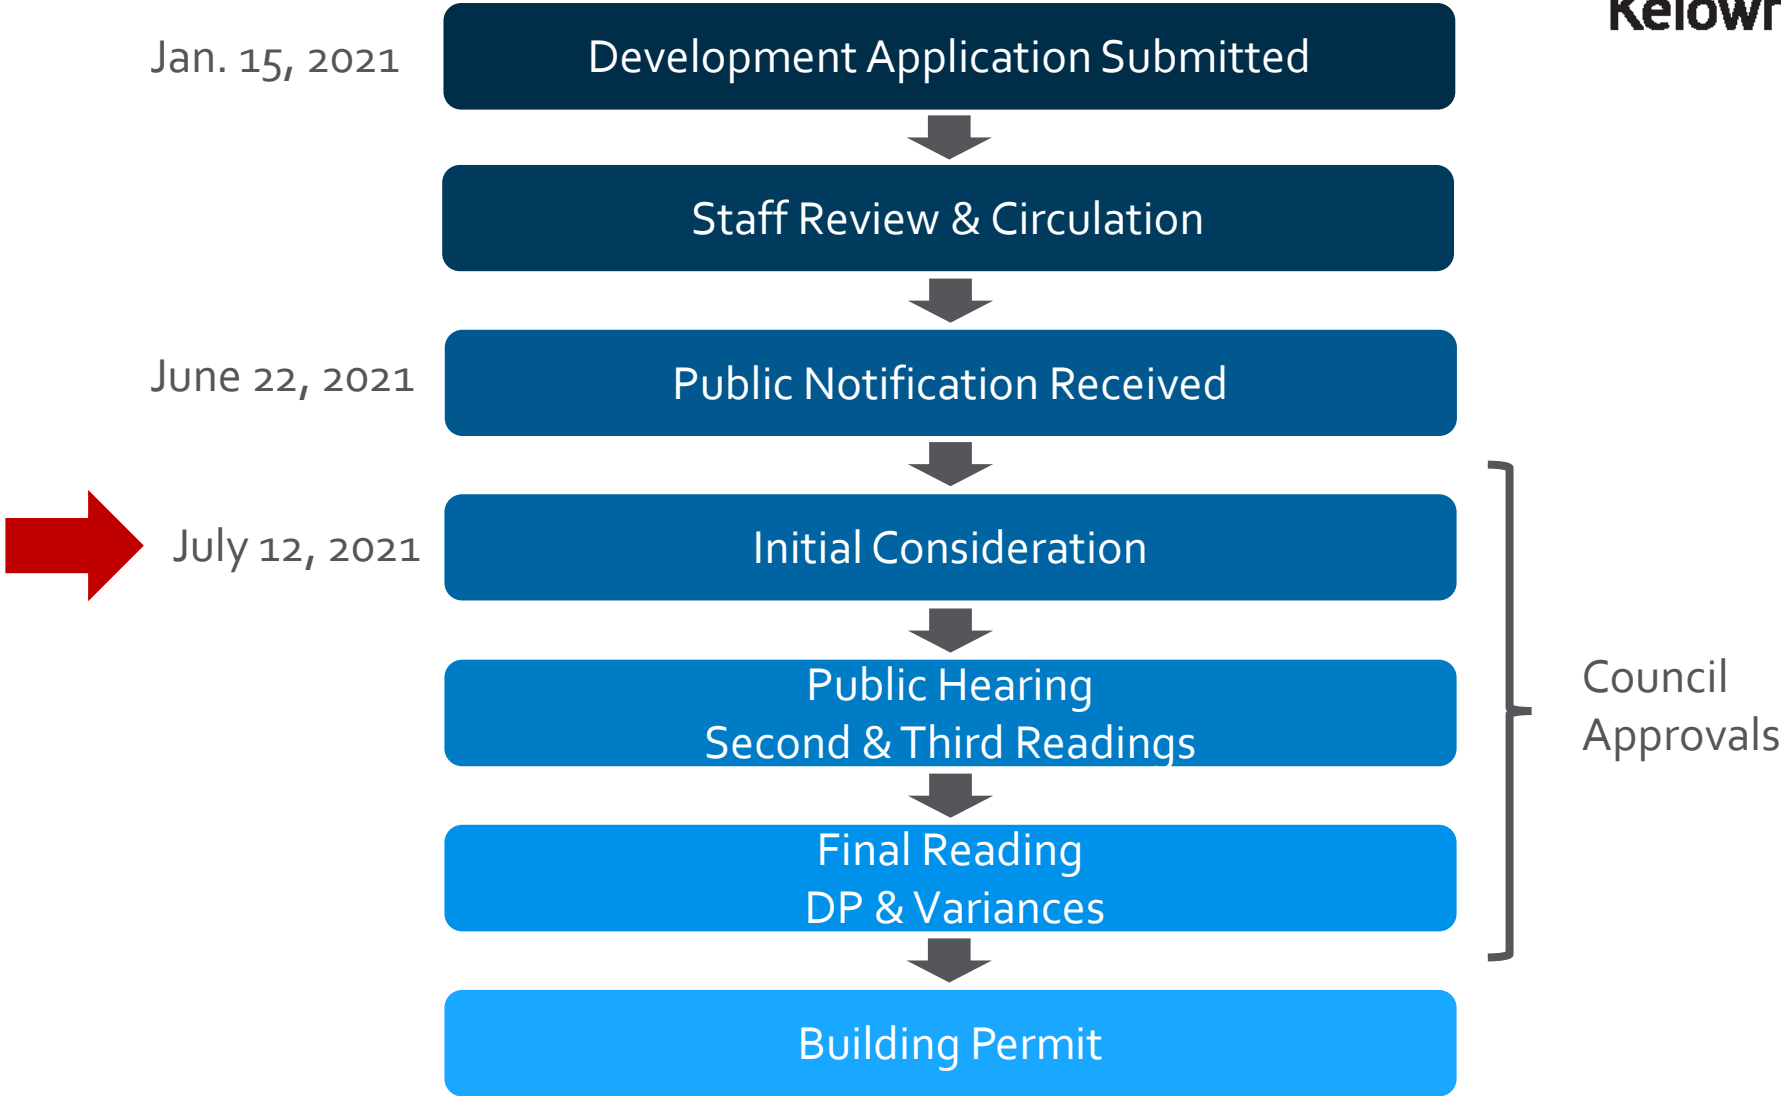 Jan. 15, 2021
Development Application Submitted
Staff Review & Circulation
June 22, 2021
Public Notification Received
July 12, 2021
Initial Consideration
Public Hearing
Second & Third Readings
Council
Approvals
Final Reading
DP & Variances
Building Permit